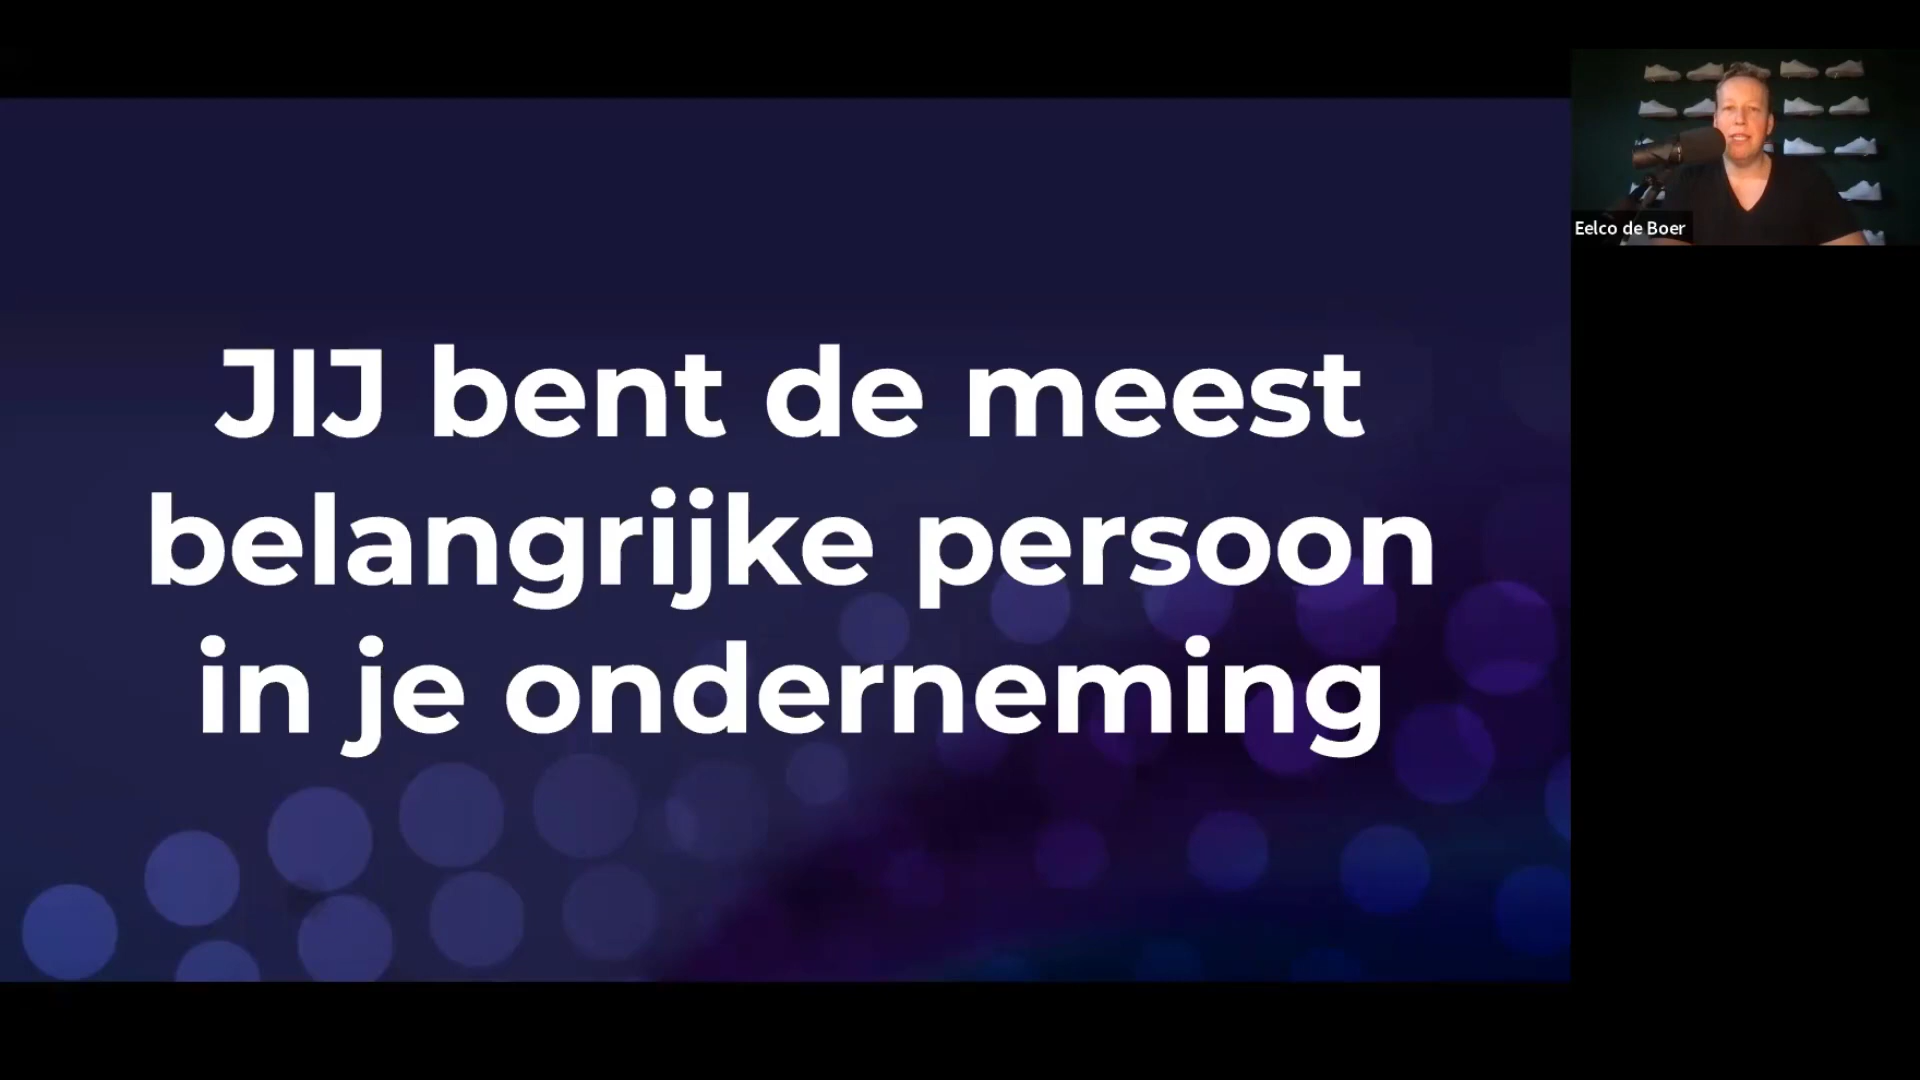 JIJ bent de meest
belangrijke persoon
in je onderneming
Eelco de Boer